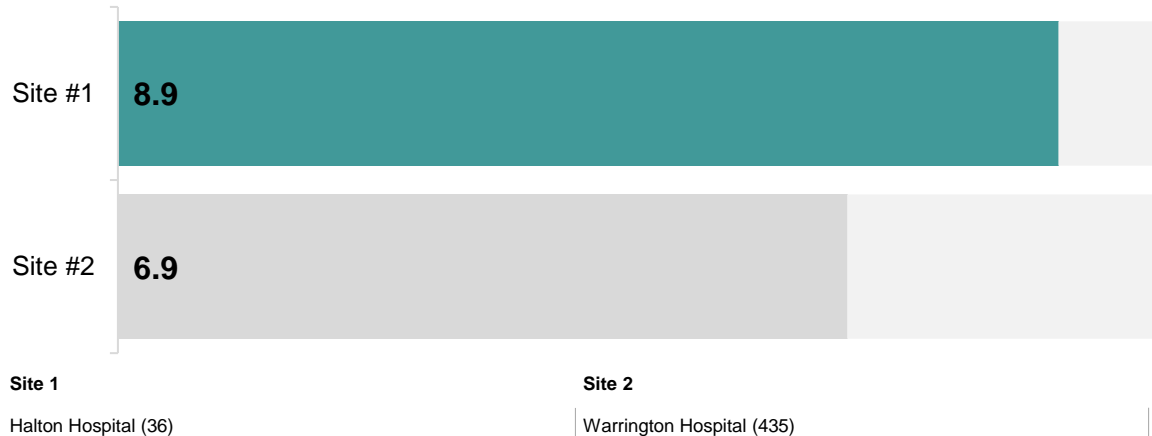 Site #1 8.9
Site #2 6.9
Site 1 Site 2
Halton Hospital (36) Warrington Hospital (435)